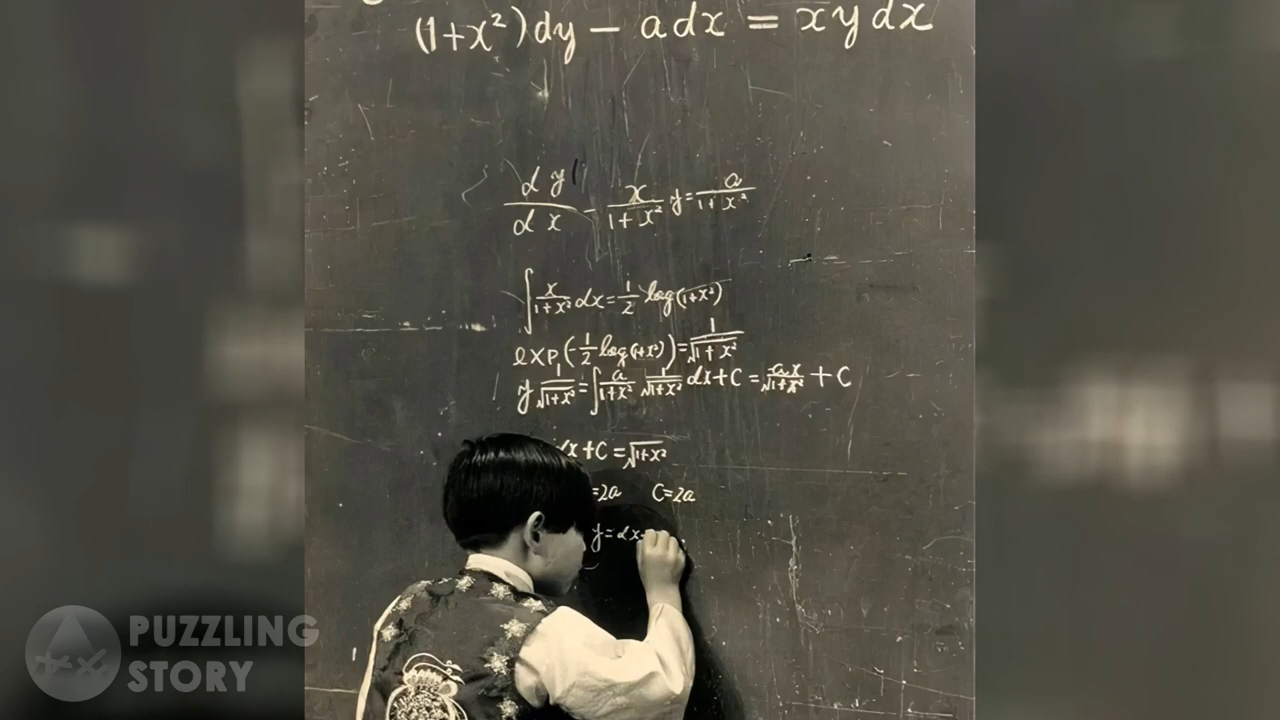 (1+x²)dy − adx = xydx
dy/dx − x/(1+x²) y = a/(1+x²)
∫ x/(1+x²) dx = 1/2 log(1+x²)
exp(−1/2 log(1+x²)) = 1/√(1+x²)
y 1/√(1+x²) = ∫ a/(1+x²) 1/√(1+x²) dx + C = ax/√(1+x²) + C
x + C = √(1+x²)
=2a C=2a
y=αx
PUZZLING
STORY